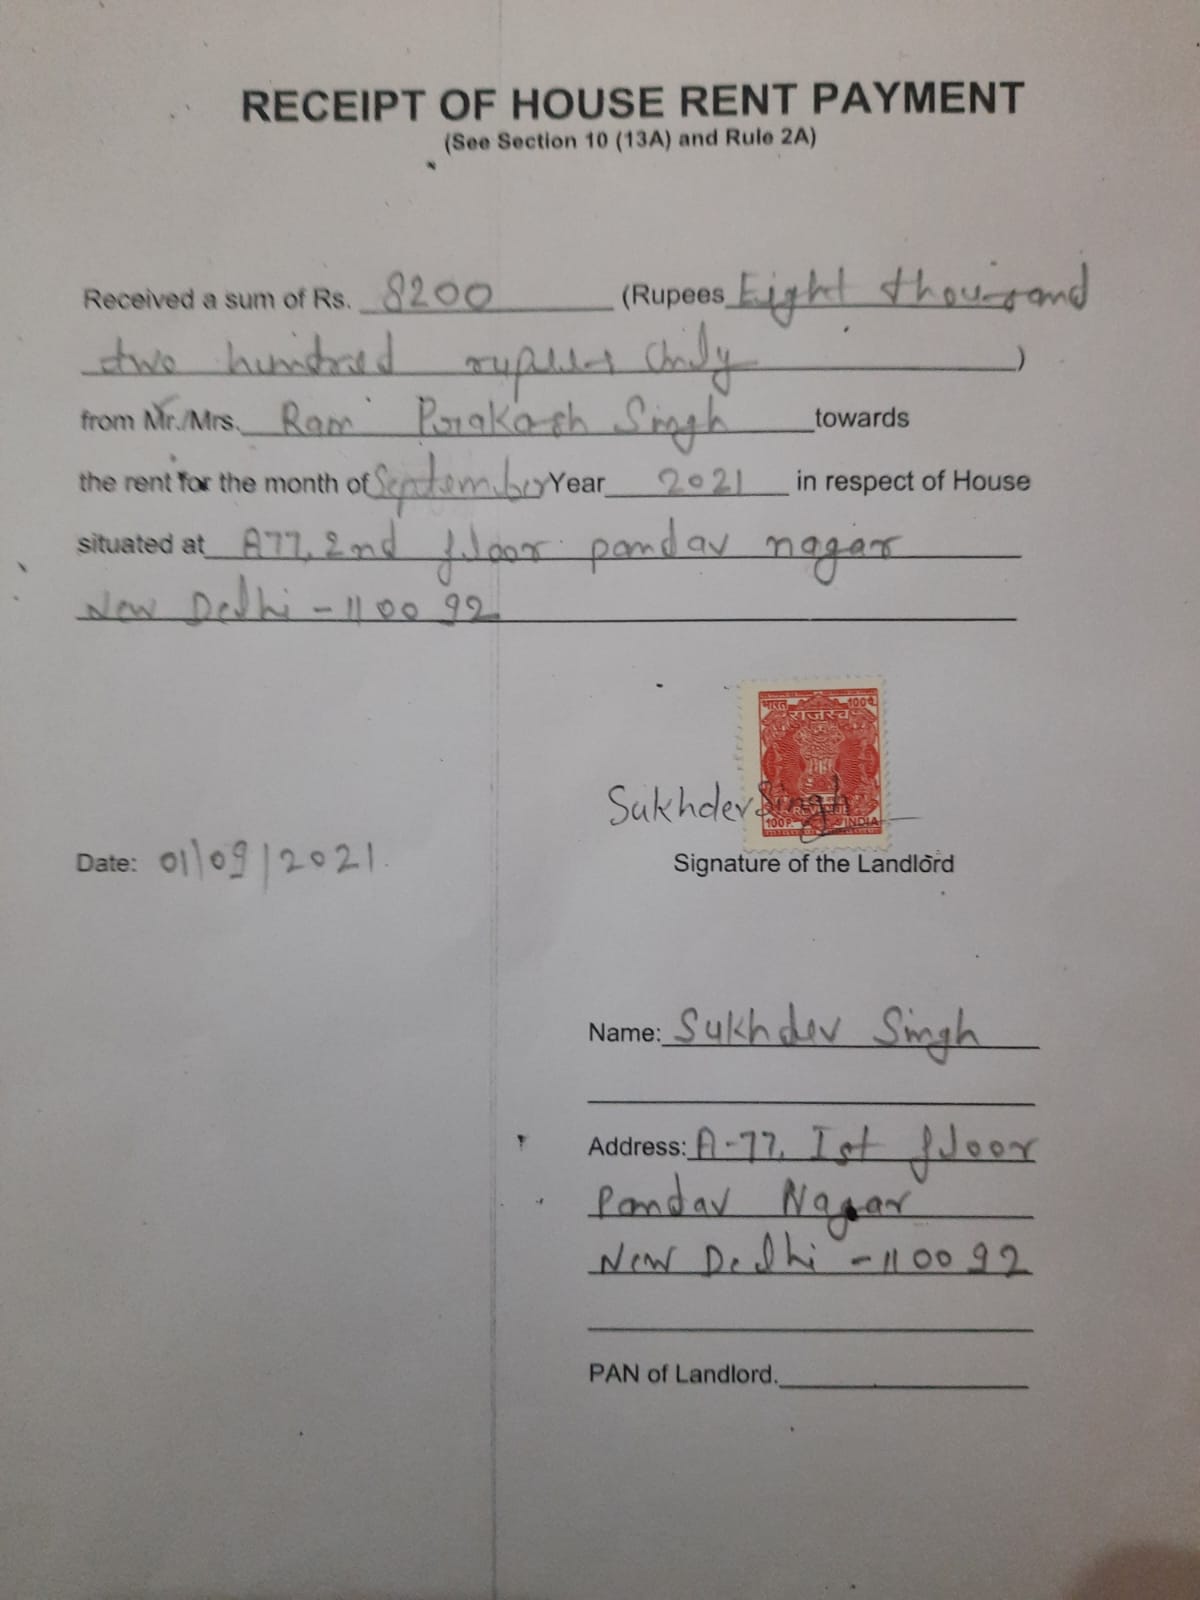 RECEIPT OF HOUSE RENT PAYMENT
(See Section 10 (13A) and Rule 2A)
Received a sum of Rs. 8200 (Rupees Eight thousand
two hundred rupees Only )
from Mr./Mrs. Ram Prakash Singh towards
the rent for the month of September Year 2021 in respect of House
situated at A77, 2nd floor pandav nagar
New Delhi - 110092
भारत 100 पै.
राजस्व
Sukhdev Singh
REVENUE
100 P. INDIA
Date: 01/09/2021.
Signature of the Landlord
Name: Sukhdev Singh
Address: A-77, Ist floor
Pandav Nagar
New Delhi - 110092
PAN of Landlord.